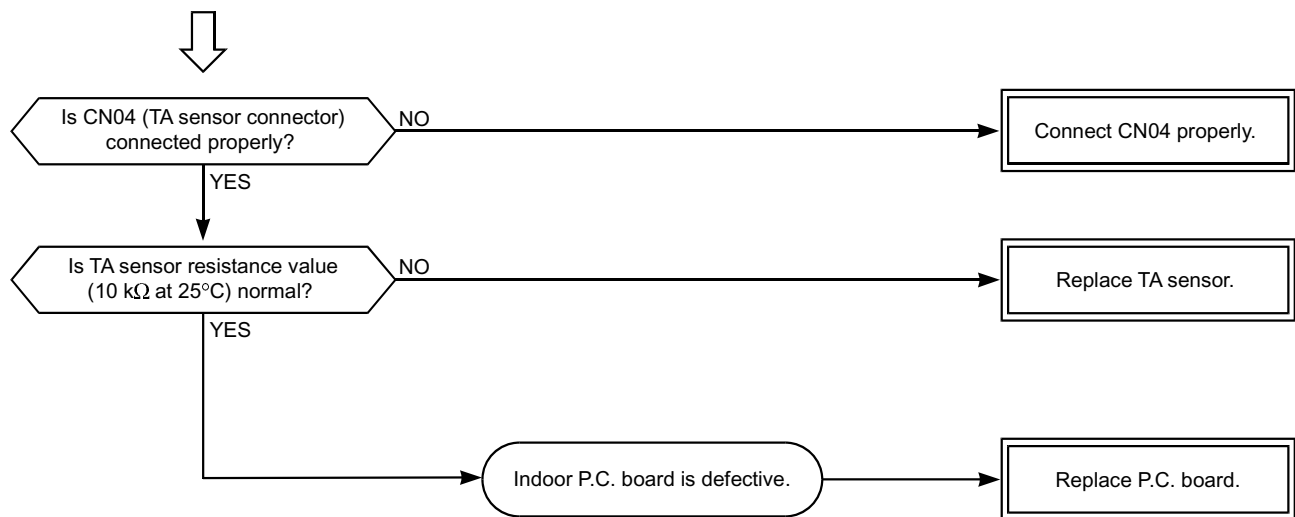 Is CN04 (TA sensor connector)
connected properly?
NO
Connect CN04 properly.
YES
Is TA sensor resistance value
(10 kΩ at 25°C) normal?
NO
Replace TA sensor.
YES
Indoor P.C. board is defective.
Replace P.C. board.